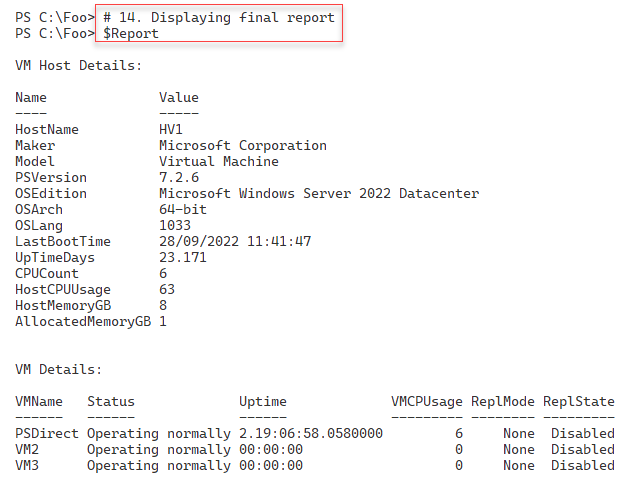 PS C:\Foo> # 14. Displaying final report
PS C:\Foo> $Report
VM Host Details:
Name              Value
----              -----
HostName          HV1
Maker             Microsoft Corporation
Model             Virtual Machine
PSVersion         7.2.6
OSEdition         Microsoft Windows Server 2022 Datacenter
OSArch            64-bit
OSLang            1033
LastBootTime      28/09/2022 11:41:47
UpTimeDays        23.171
CPUCount          6
HostCPUUsage      63
HostMemoryGB      8
AllocatedMemoryGB 1
VM Details:
VMName   Status             Uptime             VMCPUsage ReplMode ReplState
------   ------             ------             --------- -------- ---------
PSDirect Operating normally 2.19:06:58.0580000         6     None  Disabled
VM2      Operating normally 00:00:00                   0     None  Disabled
VM3      Operating normally 00:00:00                   0     None  Disabled